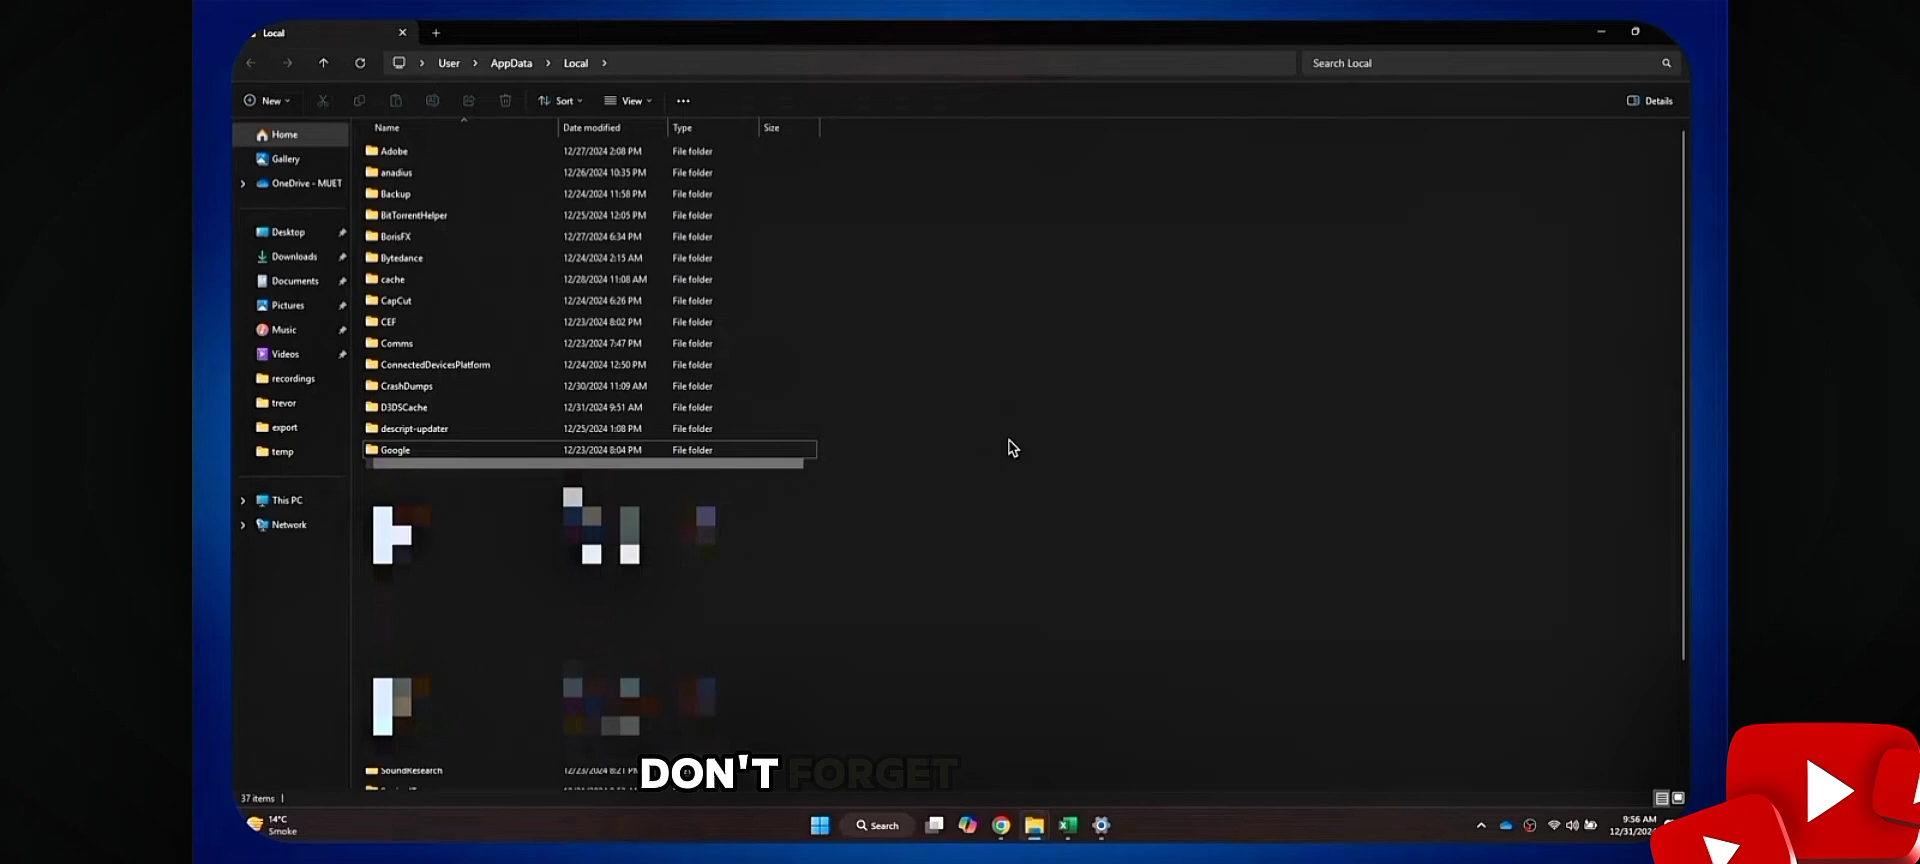 Local
User > AppData > Local >
Search Local
New
Sort
View
Details
Name
Date modified
Type
Size
Home
Gallery
OneDrive - MUET
Desktop
Downloads
Documents
Pictures
Music
Videos
recordings
trevor
export
temp
This PC
Network
Adobe 12/27/2024 2:08 PM File folder
anadius 12/26/2024 10:35 PM File folder
Backup 12/24/2024 11:58 PM File folder
BitTorrentHelper 12/25/2024 12:05 PM File folder
BorisFX 12/27/2024 6:34 PM File folder
Bytedance 12/24/2024 2:15 AM File folder
cache 12/28/2024 11:08 AM File folder
CapCut 12/24/2024 6:26 PM File folder
CEF 12/23/2024 8:02 PM File folder
Comms 12/23/2024 7:47 PM File folder
ConnectedDevicesPlatform 12/24/2024 12:50 PM File folder
CrashDumps 12/30/2024 11:09 AM File folder
D3DSCache 12/31/2024 9:51 AM File folder
descript-updater 12/25/2024 1:08 PM File folder
Google 12/23/2024 8:04 PM File folder
SoundResearch 12/23/2024 8:21 PM
DON'T FORGET
37 items
14°C
Smoke
Search
9:56 AM
12/31/2024